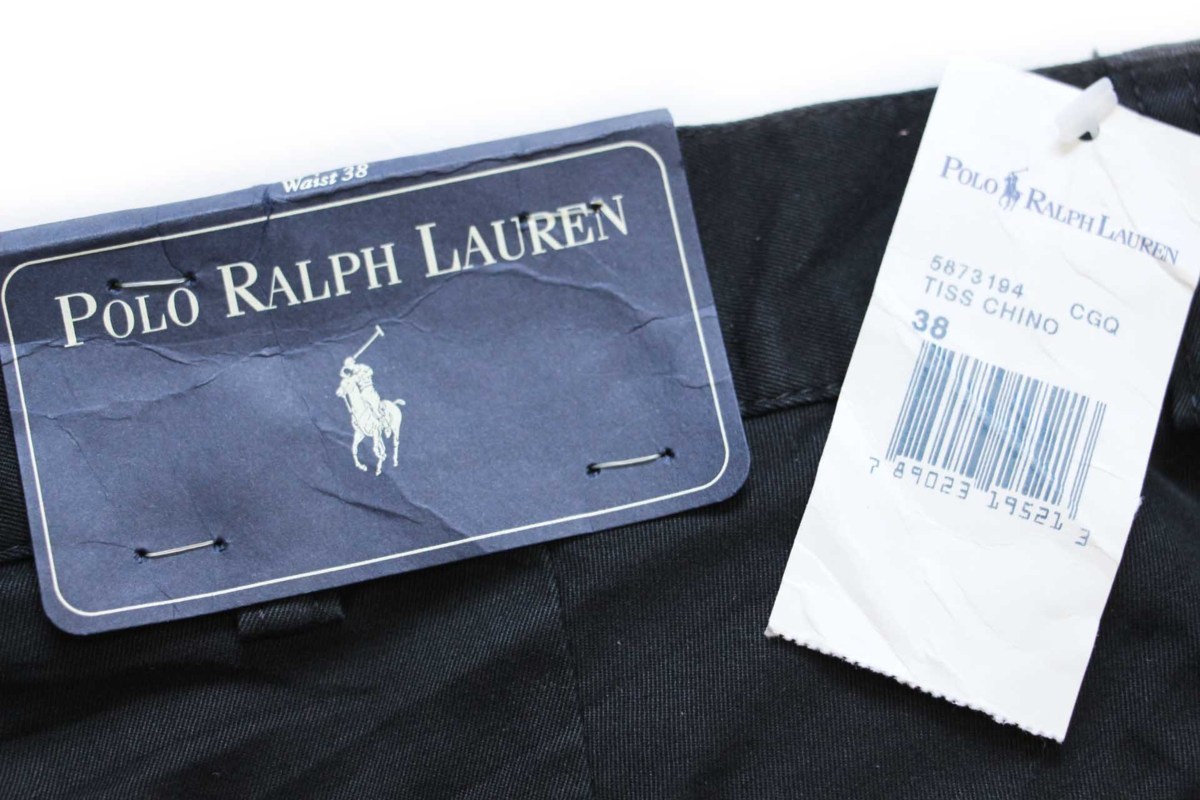 Waist 38
POLO RALPH LAUREN
POLO RALPH LAUREN
5873194 CGQ
TISS CHINO
38
7 89023 19521 3